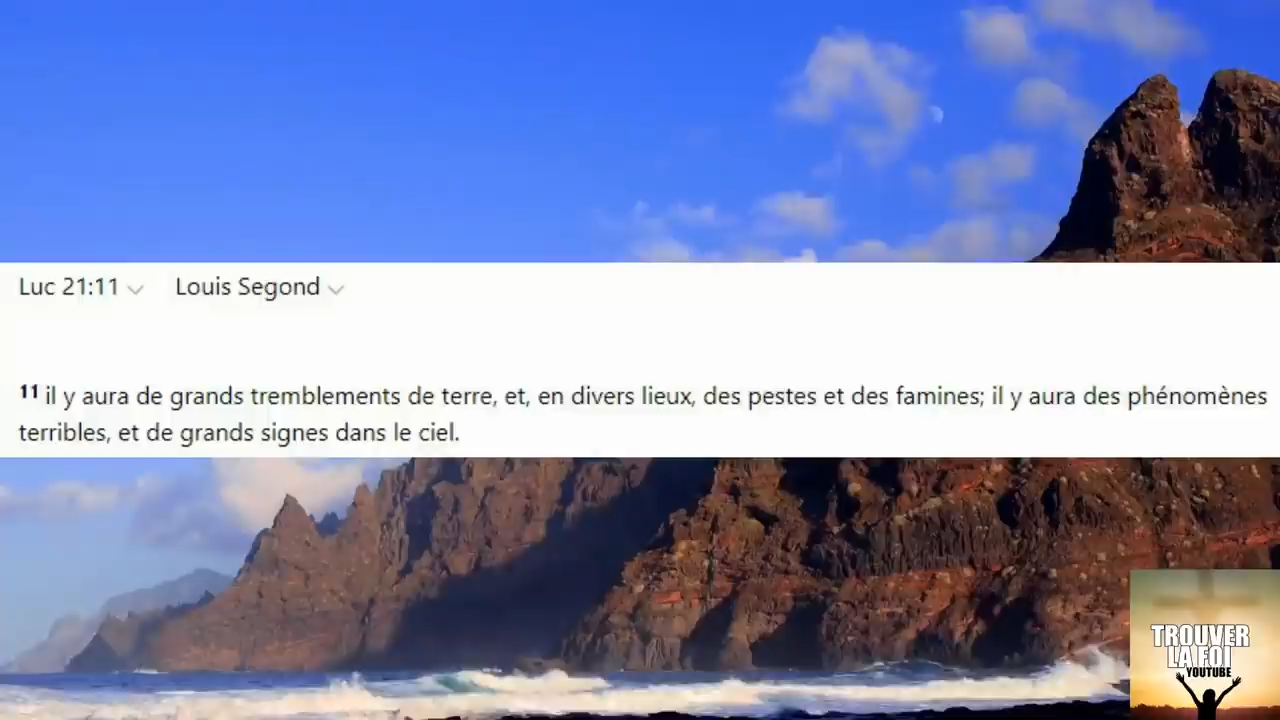 Luc 21:11 Louis Segond
11 il y aura de grands tremblements de terre, et, en divers lieux, des pestes et des famines; il y aura des phénomènes
terribles, et de grands signes dans le ciel.
TROUVER
LA FOI
YOUTUBE